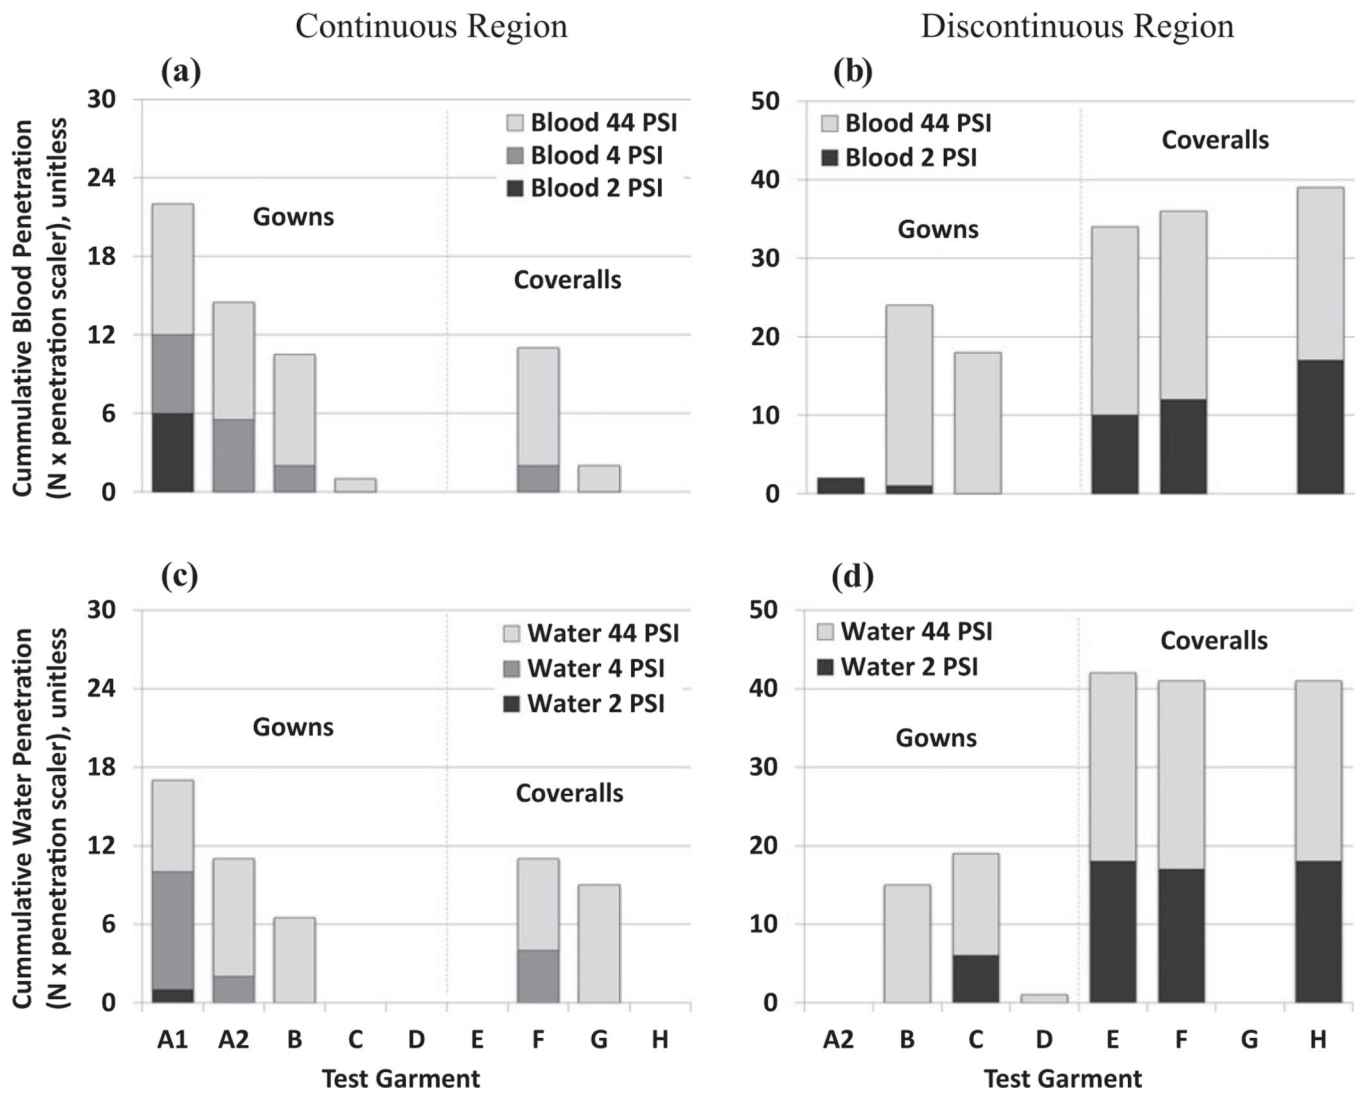 Continuous Region
Discontinuous Region
(a)
Cummulative Blood Penetration
(N x penetration scaler), unitless
30
24
18
12
6
0
Blood 44 PSI
Blood 4 PSI
Blood 2 PSI
Gowns
Coveralls
(b)
50
40
30
20
10
0
Blood 44 PSI
Blood 2 PSI
Gowns
Coveralls
(c)
Cummulative Water Penetration
(N x penetration scaler), unitless
30
24
18
12
6
0
Water 44 PSI
Water 4 PSI
Water 2 PSI
Gowns
Coveralls
A1 A2 B C D E F G H
Test Garment
(d)
50
40
30
20
10
0
Water 44 PSI
Water 2 PSI
Gowns
Coveralls
A2 B C D E F G H
Test Garment